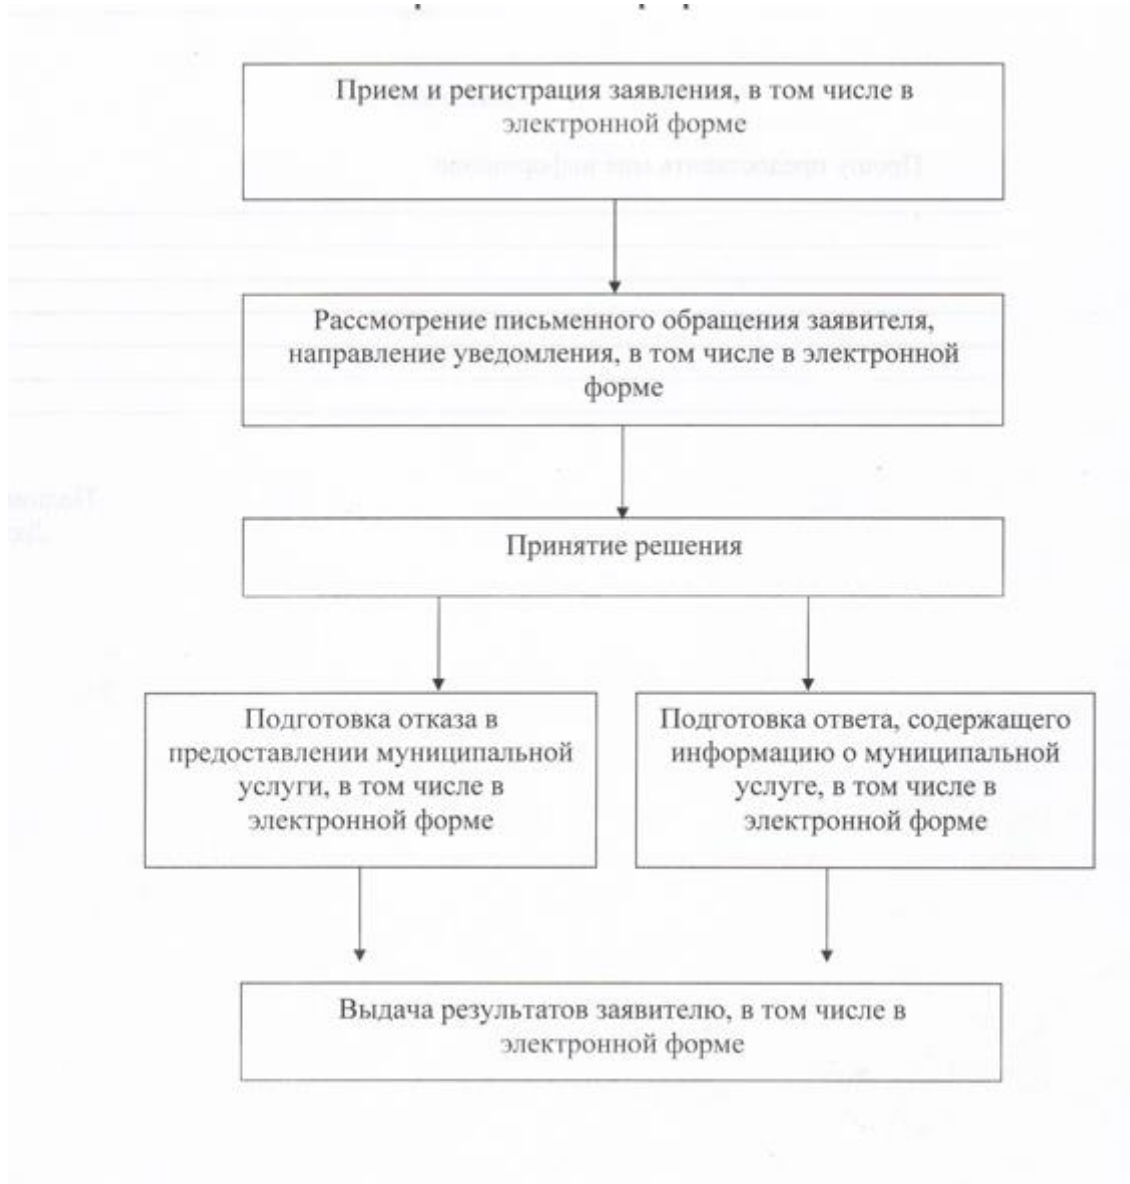 Прием и регистрация заявления, в том числе в
электронной форме
Рассмотрение письменного обращения заявителя,
направление уведомления, в том числе в электронной
форме
Принятие решения
Подготовка отказа в
предоставлении муниципальной
услуги, в том числе в
электронной форме
Подготовка ответа, содержащего
информацию о муниципальной
услуге, в том числе в
электронной форме
Выдача результатов заявителю, в том числе в
электронной форме